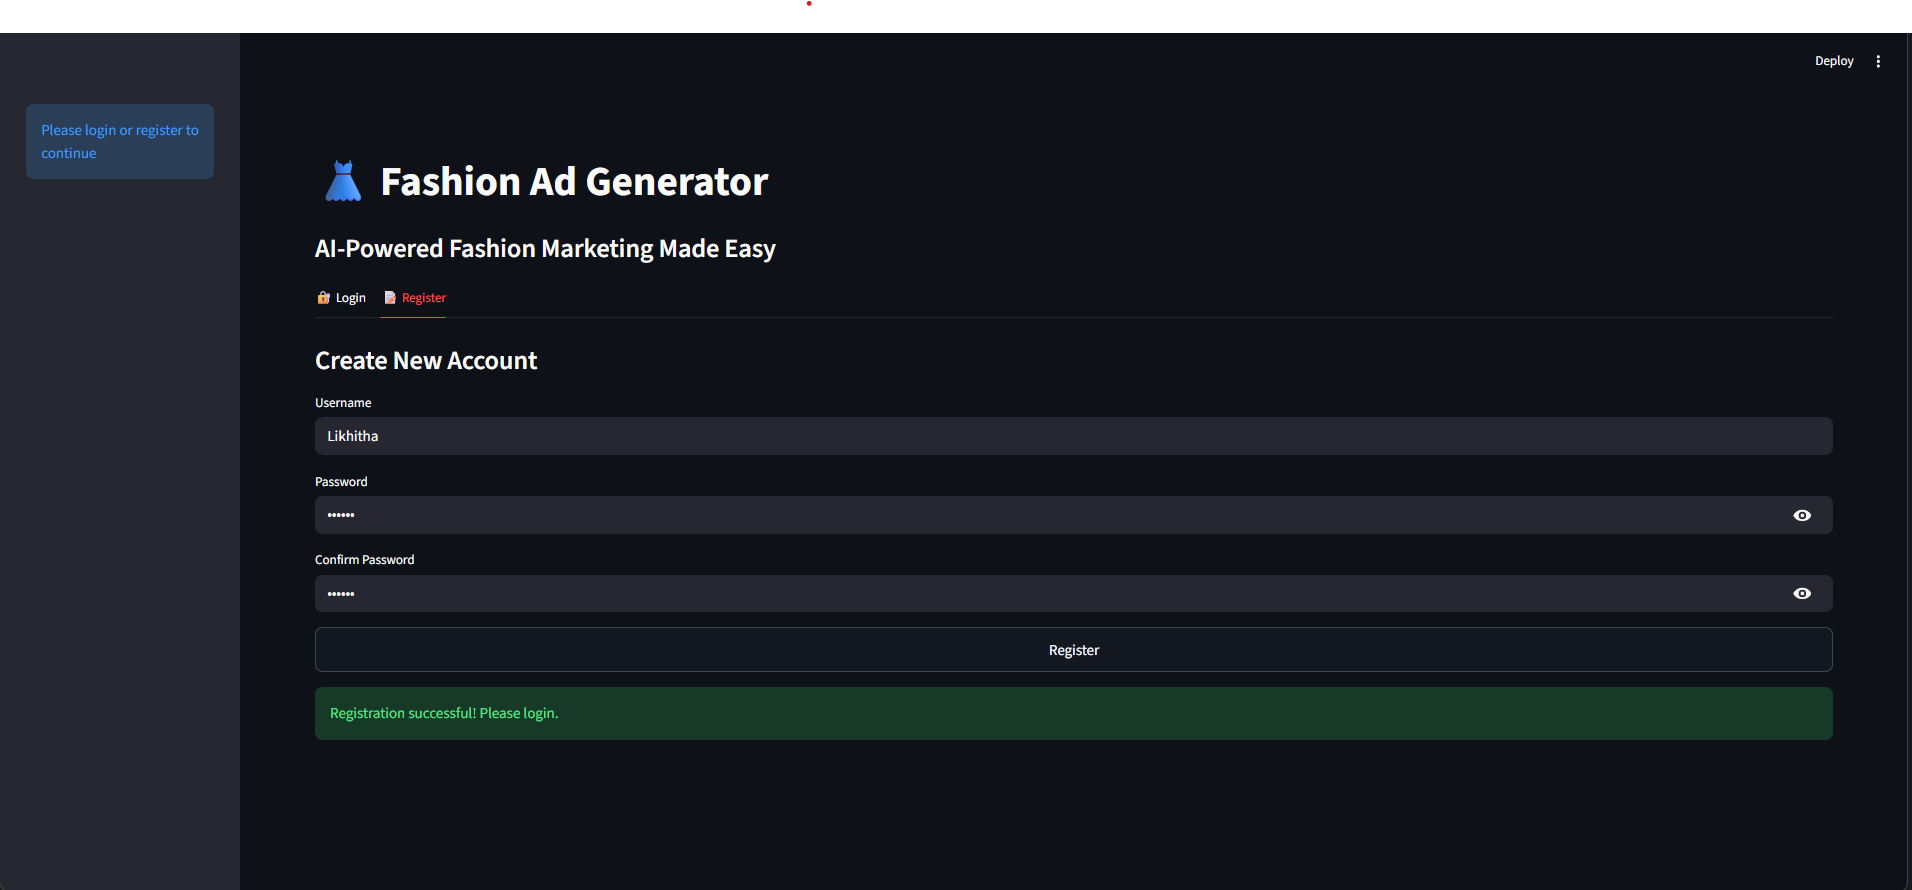 Deploy
Please login or register to
continue
Fashion Ad Generator
AI-Powered Fashion Marketing Made Easy
Login
Register
Create New Account
Username
Likhitha
Password
••••••
Confirm Password
••••••
Register
Registration successful! Please login.